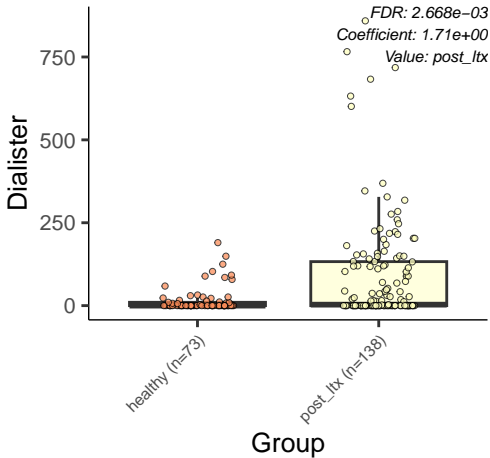 FDR: 2.668e−03
Coefficient: 1.71e+00
Value: post_ltx
Dialister
750
500
250
0
healthy (n=73)
post_ltx (n=138)
Group